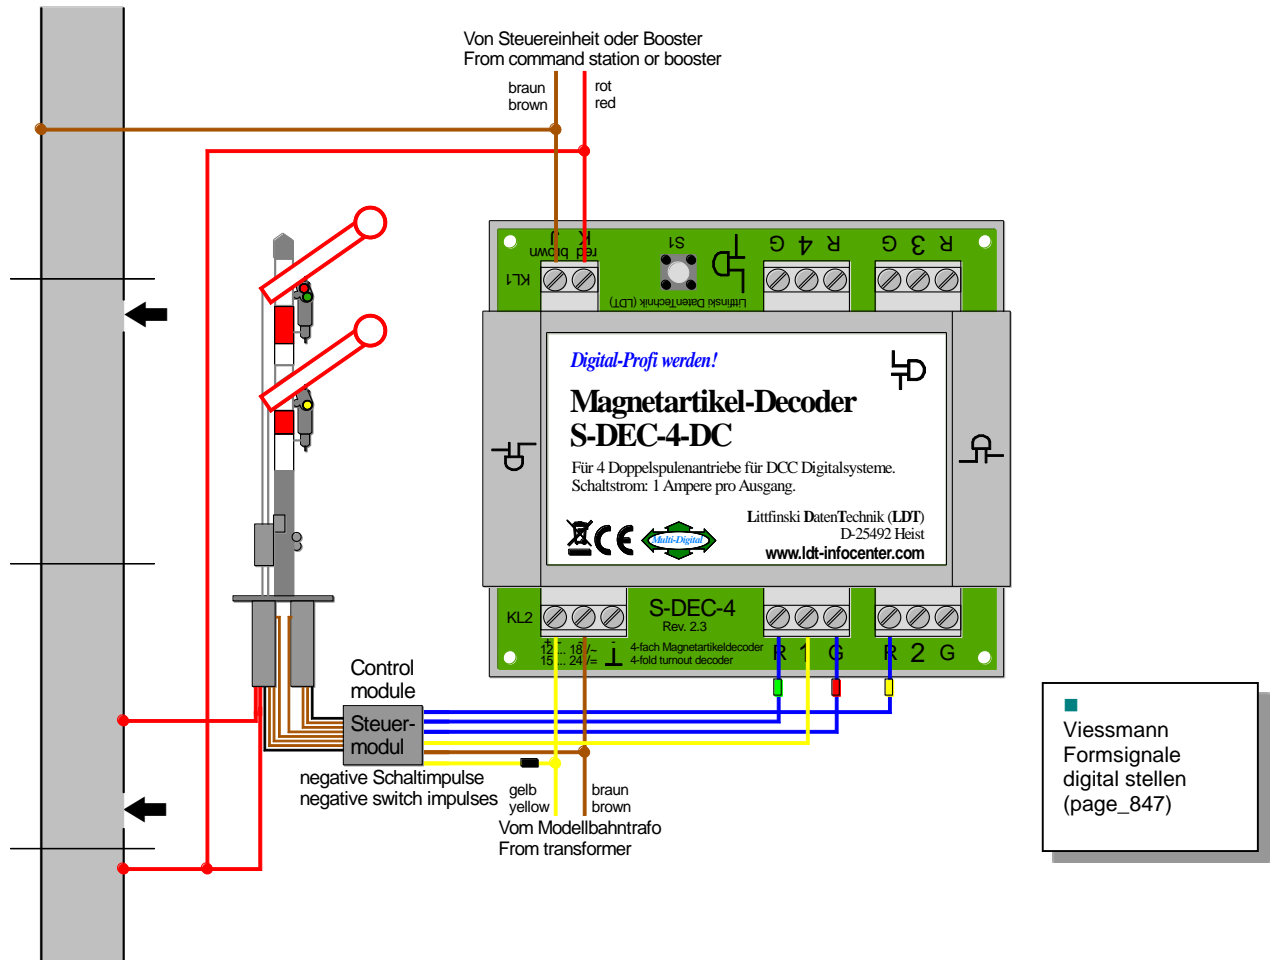 Von Steuereinheit oder Booster
From command station or booster
braun
brown
rot
red
J K
brown red
KL1
S1
Littfinski DatenTechnik (LDT)
G 4 R
G 3 R
Digital-Profi werden!
Magnetartikel-Decoder
S-DEC-4-DC
Für 4 Doppelspulenantriebe für DCC Digitalsysteme.
Schaltstrom: 1 Ampere pro Ausgang.
Littfinski DatenTechnik (LDT)
D-25492 Heist
www.ldt-infocenter.com
CE
Multi-Digital
KL2
S-DEC-4
Rev. 2.3
4-fach Magnetartikeldecoder
4-fold turnout decoder
12... 18 /~
15... 24 /=
R 1 G
R 2 G
Control
module
Steuer-
modul
negative Schaltimpulse
negative switch impulses
gelb
yellow
braun
brown
Vom Modellbahntrafo
From transformer
Viessmann
Formsignale
digital stellen
(page_847)